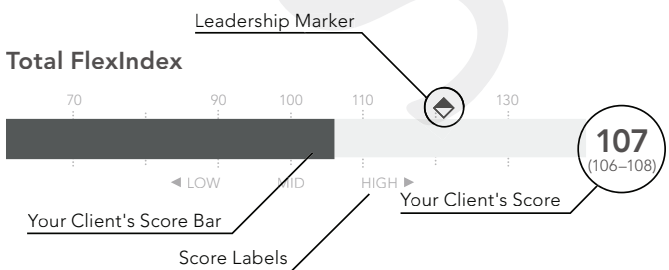 Leadership Marker
Total FlexIndex
70 90 100 110 130
107
(106–108)
◄ LOW MID HIGH ►
Your Client's Score
Your Client's Score Bar
Score Labels